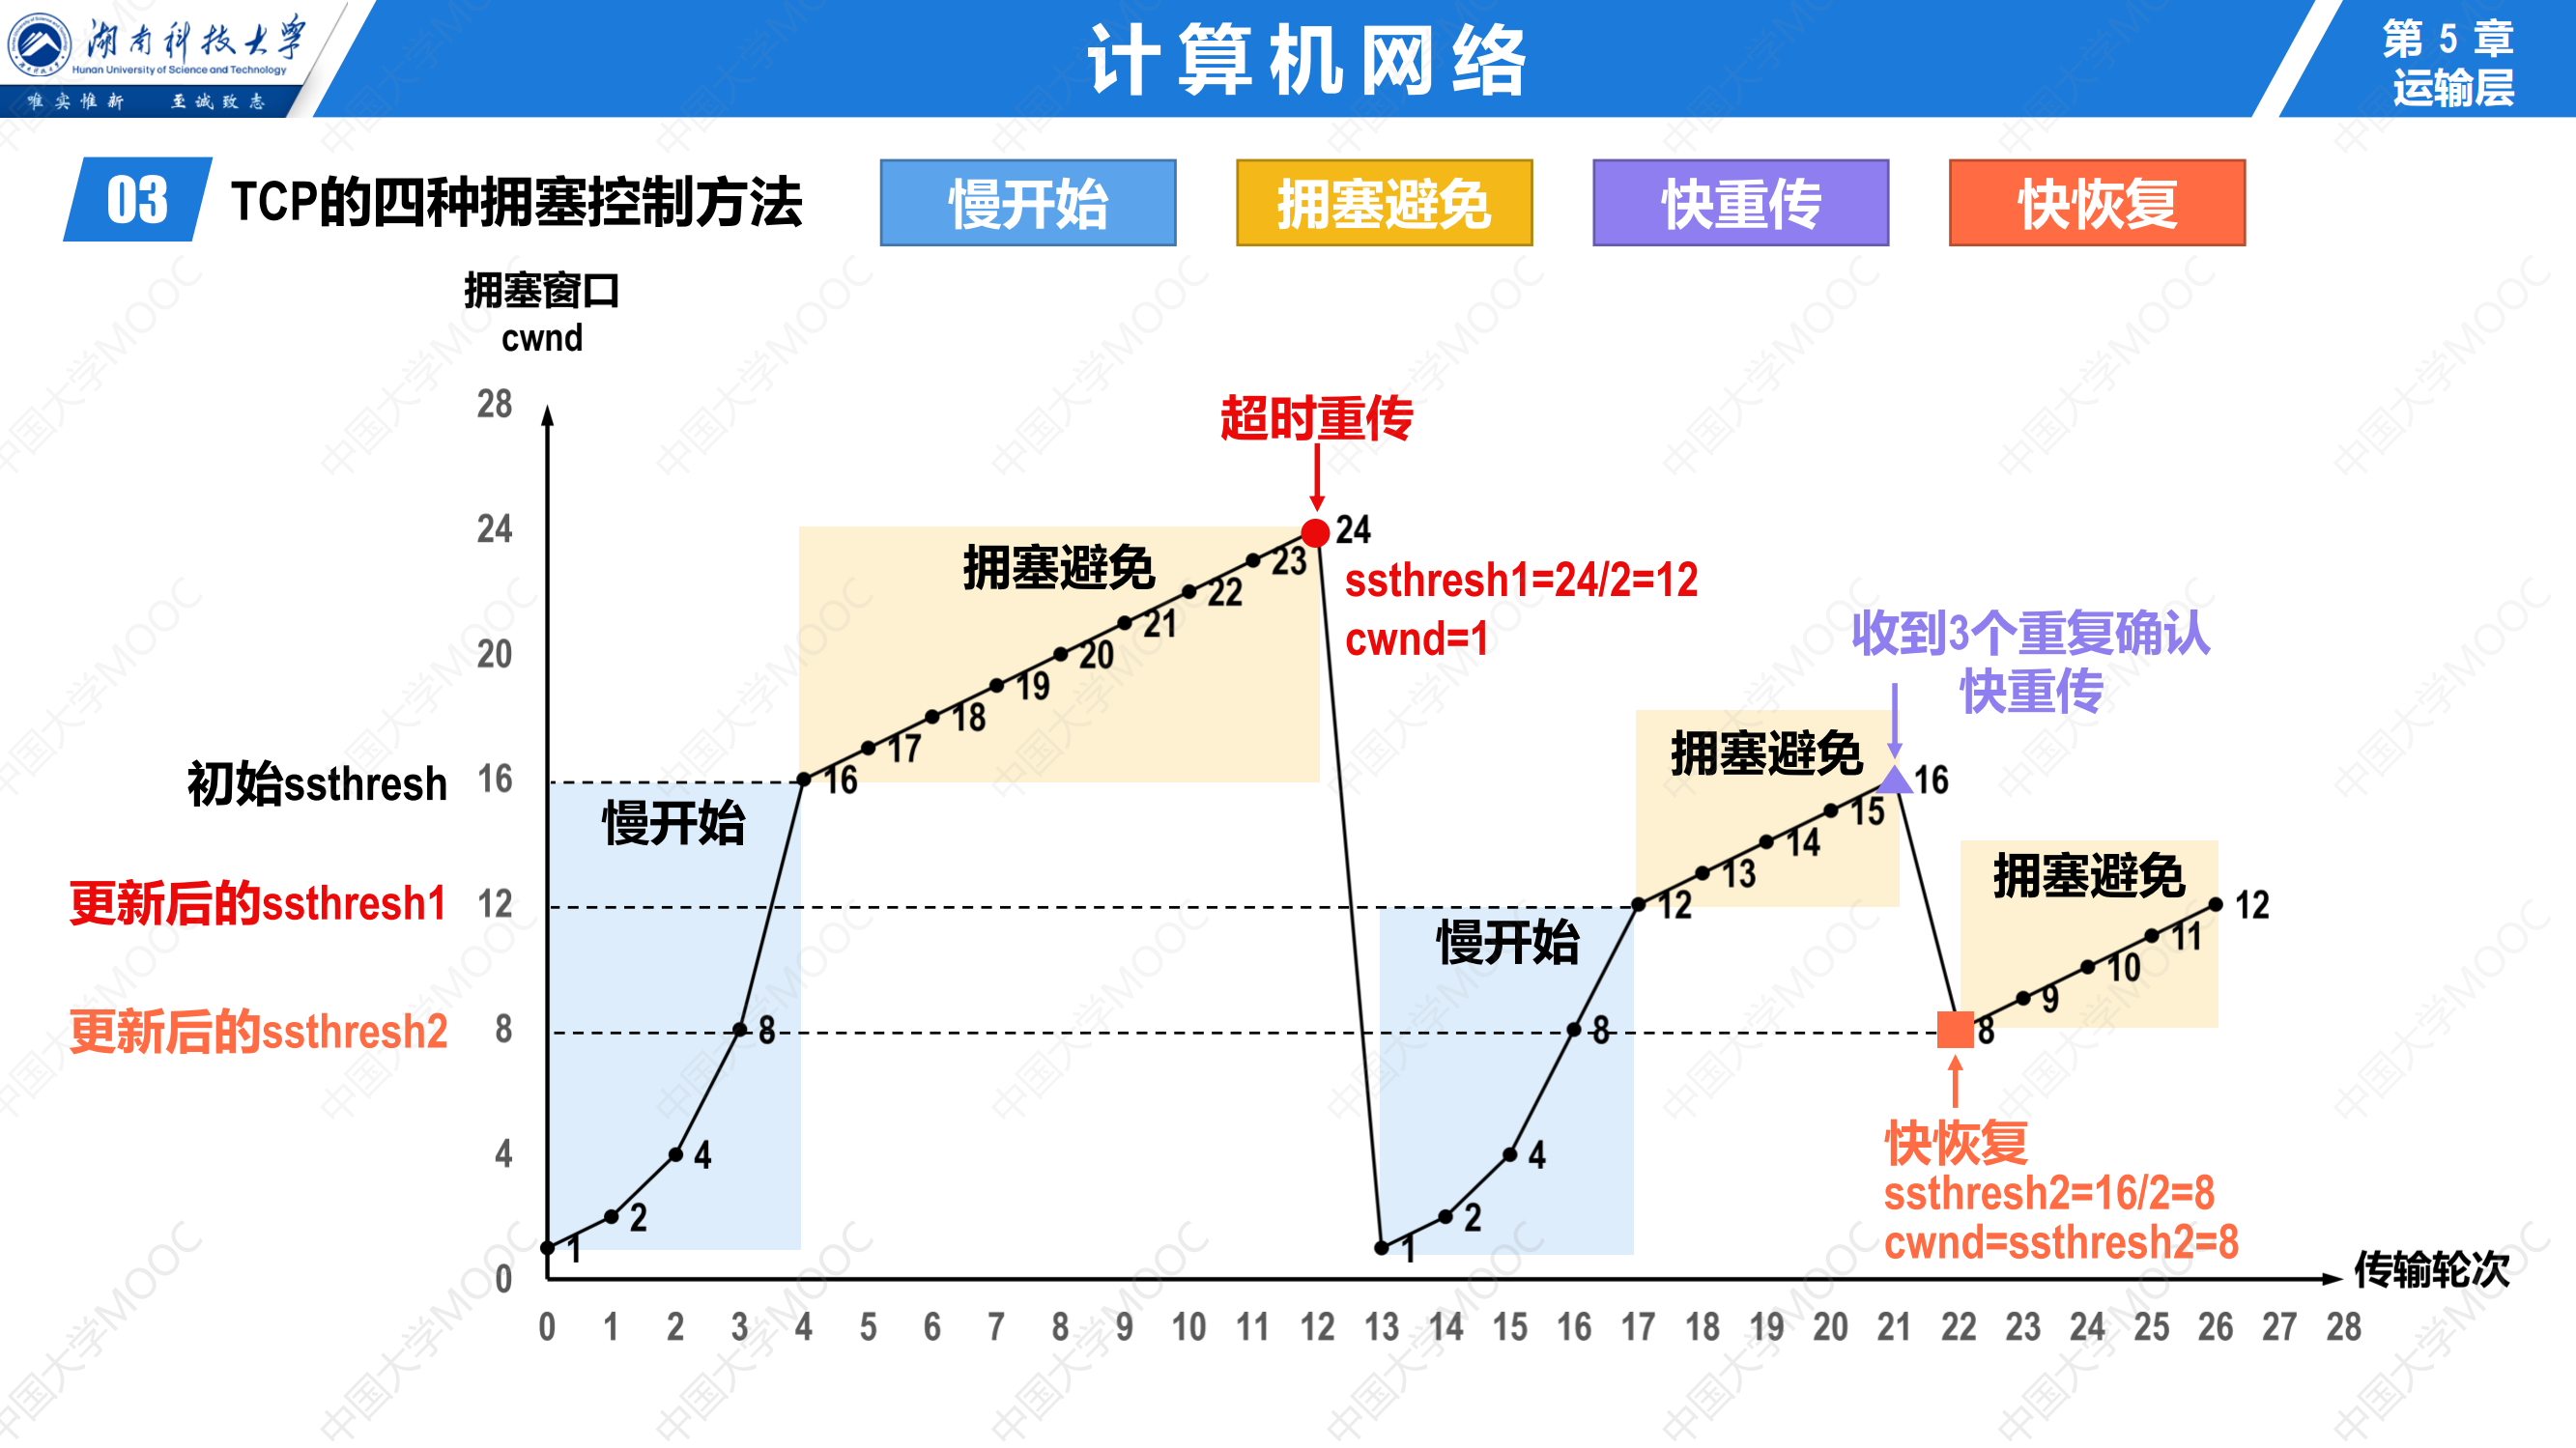 湖南科技大学
Hunan University of Science and Technology
唯实惟新 至诚致志
计算机网络
第 5 章
运输层
03
TCP的四种拥塞控制方法
慢开始
拥塞避免
快重传
快恢复
拥塞窗口
cwnd
28
24
20
16
12
8
4
0
初始ssthresh
更新后的ssthresh1
更新后的ssthresh2
慢开始
1
2
4
8
16
拥塞避免
17
18
19
20
21
22
23
24
超时重传
ssthresh1=24/2=12
cwnd=1
慢开始
1
2
4
8
12
拥塞避免
13
14
15
16
收到3个重复确认
快重传
拥塞避免
8
9
10
11
12
快恢复
ssthresh2=16/2=8
cwnd=ssthresh2=8
传输轮次
0 1 2 3 4 5 6 7 8 9 10 11 12 13 14 15 16 17 18 19 20 21 22 23 24 25 26 27 28
中国大学MOOC